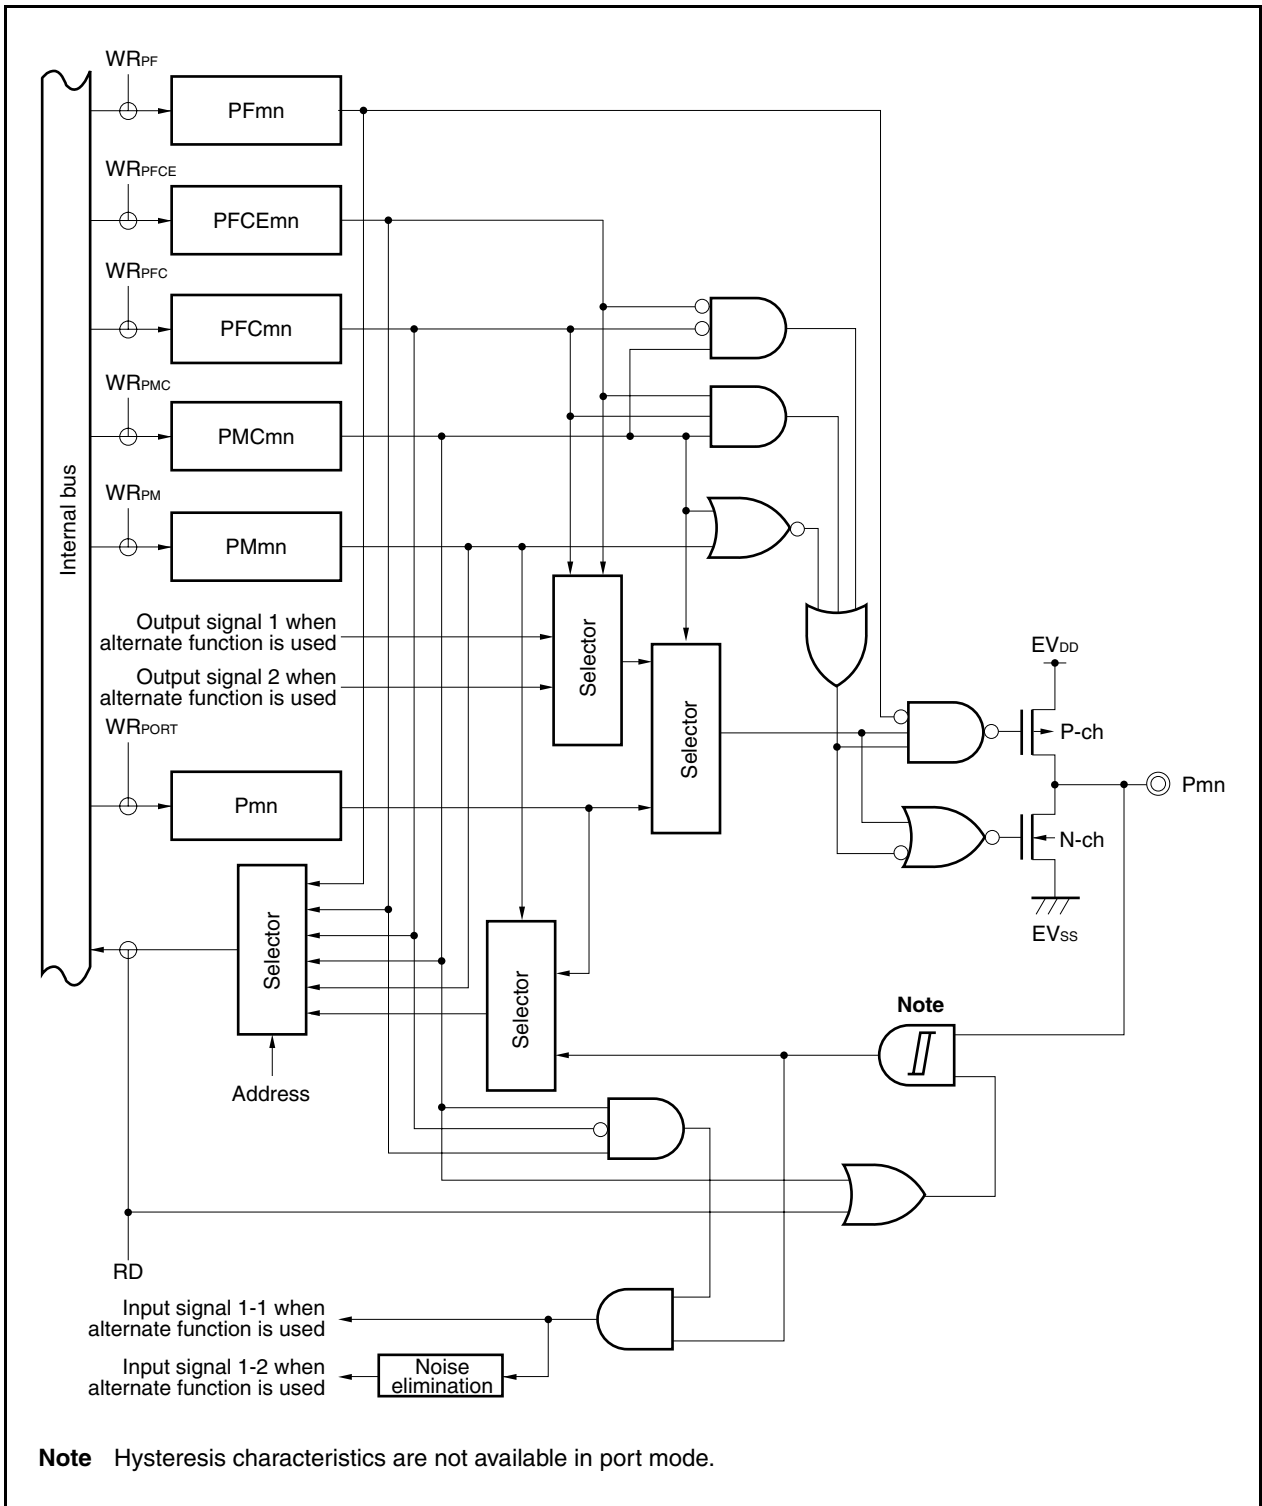 WRPF
PFmn
WRPFCE
PFCEmn
WRPFC
PFCmn
WRPMC
PMCmn
Internal bus
WRPM
PMmn
Output signal 1 when
alternate function is used
Output signal 2 when
alternate function is used
Selector
Selector
EVDD
P-ch
WRPORT
Pmn
Pmn
N-ch
EVSS
Selector
Selector
Address
Note
RD
Input signal 1-1 when
alternate function is used
Input signal 1-2 when
alternate function is used
Noise
elimination
Note Hysteresis characteristics are not available in port mode.